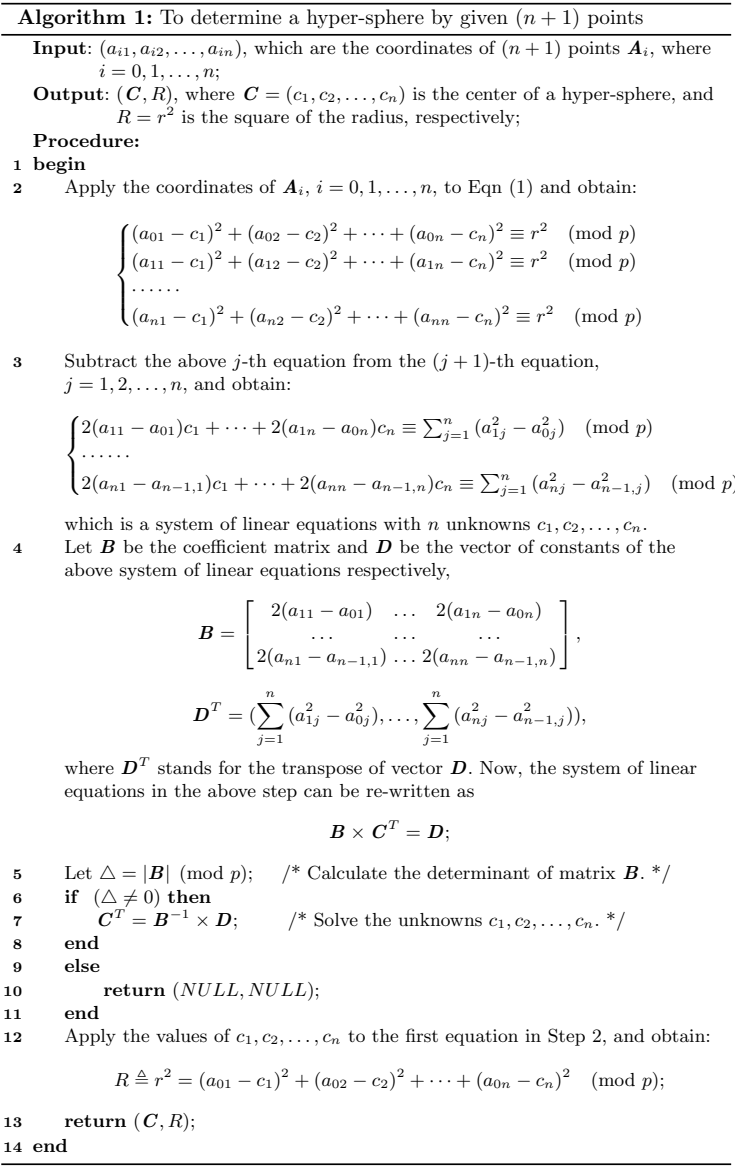 Algorithm 1: To determine a hyper-sphere by given (n + 1) points
Input: (a_{i1}, a_{i2}, . . . , a_{in}), which are the coordinates of (n + 1) points A_i, where
i = 0, 1, . . . , n;
Output: (C, R), where C = (c_1, c_2, . . . , c_n) is the center of a hyper-sphere, and
R = r^2 is the square of the radius, respectively;
Procedure:
1 begin
2 Apply the coordinates of A_i, i = 0, 1, . . . , n, to Eqn (1) and obtain:
(a_{01} − c_1)^2 + (a_{02} − c_2)^2 + · · · + (a_{0n} − c_n)^2 ≡ r^2 (mod p)
(a_{11} − c_1)^2 + (a_{12} − c_2)^2 + · · · + (a_{1n} − c_n)^2 ≡ r^2 (mod p)
· · · · · ·
(a_{n1} − c_1)^2 + (a_{n2} − c_2)^2 + · · · + (a_{nn} − c_n)^2 ≡ r^2 (mod p)
3 Subtract the above j-th equation from the (j + 1)-th equation,
j = 1, 2, . . . , n, and obtain:
2(a_{11} − a_{01})c_1 + · · · + 2(a_{1n} − a_{0n})c_n ≡ ∑_{j=1}^{n} (a_{1j}^2 − a_{0j}^2) (mod p)
· · · · · ·
2(a_{n1} − a_{n−1,1})c_1 + · · · + 2(a_{nn} − a_{n−1,n})c_n ≡ ∑_{j=1}^{n} (a_{nj}^2 − a_{n−1,j}^2) (mod p)
which is a system of linear equations with n unknowns c_1, c_2, . . . , c_n.
4 Let B be the coefficient matrix and D be the vector of constants of the
above system of linear equations respectively,
B = [ 2(a_{11} − a_{01}) . . . 2(a_{1n} − a_{0n})
. . . . . . . . .
2(a_{n1} − a_{n−1,1}) . . . 2(a_{nn} − a_{n−1,n}) ],
D^T = (∑_{j=1}^{n} (a_{1j}^2 − a_{0j}^2), . . . , ∑_{j=1}^{n} (a_{nj}^2 − a_{n−1,j}^2)),
where D^T stands for the transpose of vector D. Now, the system of linear
equations in the above step can be re-written as
B × C^T = D;
5 Let △ = |B| (mod p); /* Calculate the determinant of matrix B. */
6 if (△ ≠ 0) then
7 C^T = B^{−1} × D; /* Solve the unknowns c_1, c_2, . . . , c_n. */
8 end
9 else
10 return (NULL, NULL);
11 end
12 Apply the values of c_1, c_2, . . . , c_n to the first equation in Step 2, and obtain:
R ≜ r^2 = (a_{01} − c_1)^2 + (a_{02} − c_2)^2 + · · · + (a_{0n} − c_n)^2 (mod p);
13 return (C, R);
14 end